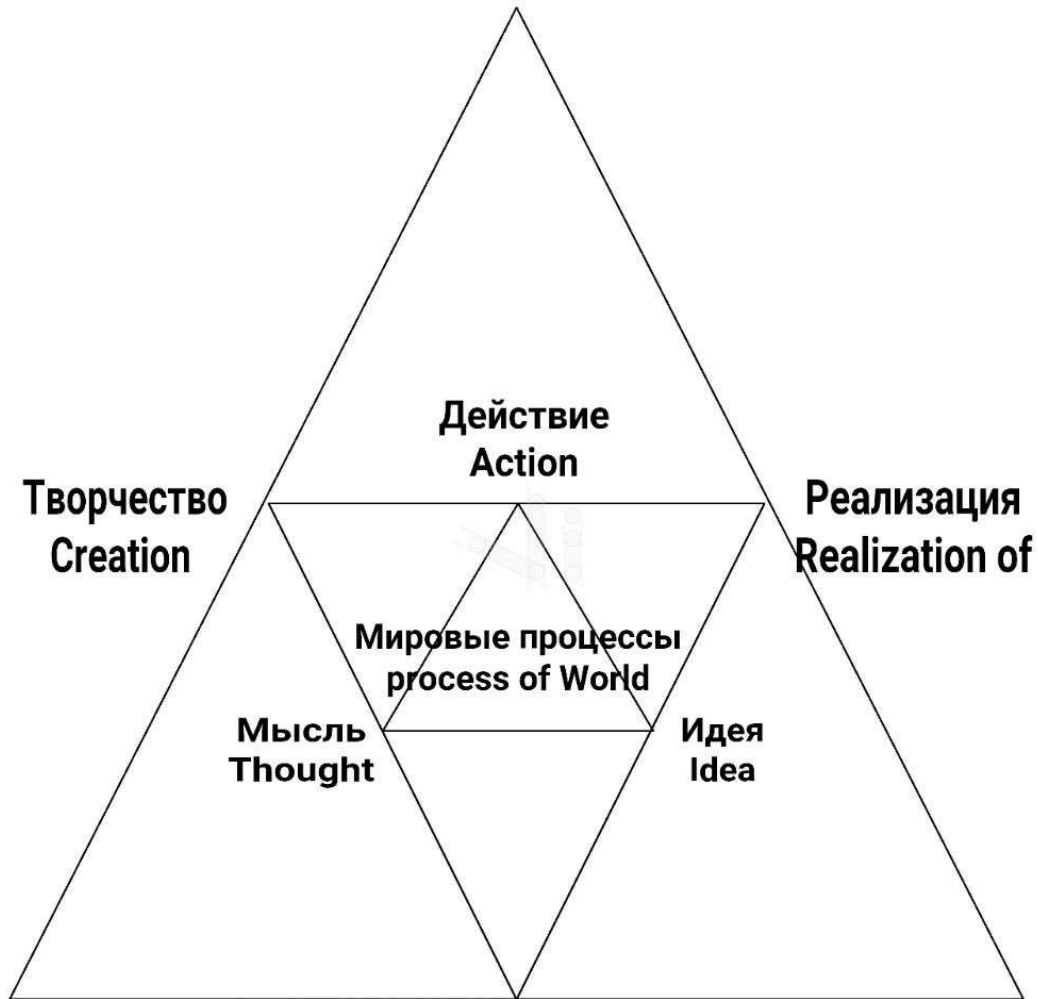 Действие
Action
Творчество
Creation
Реализация
Realization of
Мировые процессы
process of World
Мысль
Thought
Идея
Idea